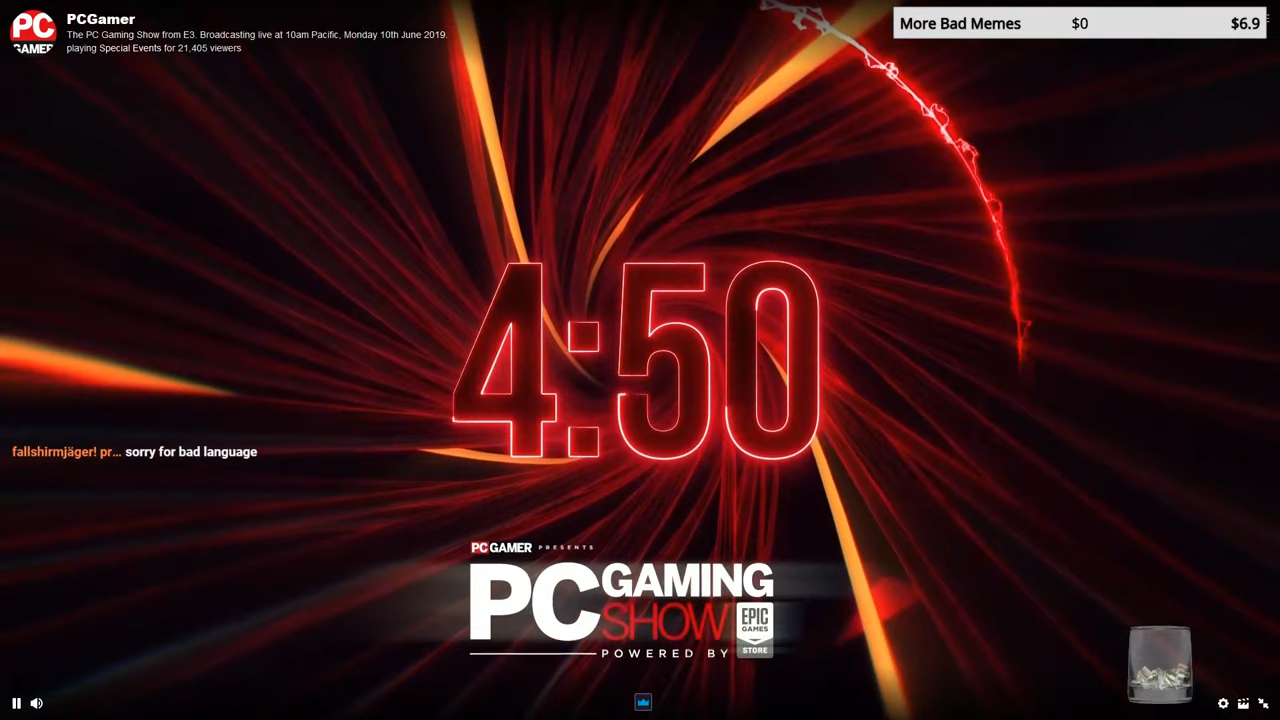 PC
GAMER
PCGamer
The PC Gaming Show from E3. Broadcasting live at 10am Pacific, Monday 10th June 2019.
playing Special Events for 21,405 viewers
More Bad Memes $0 $6.9
4:50
fallshirmjäger! pr... sorry for bad language
PC GAMER PRESENTS
PC GAMING
SHOW
EPIC
GAMES
STORE
POWERED BY